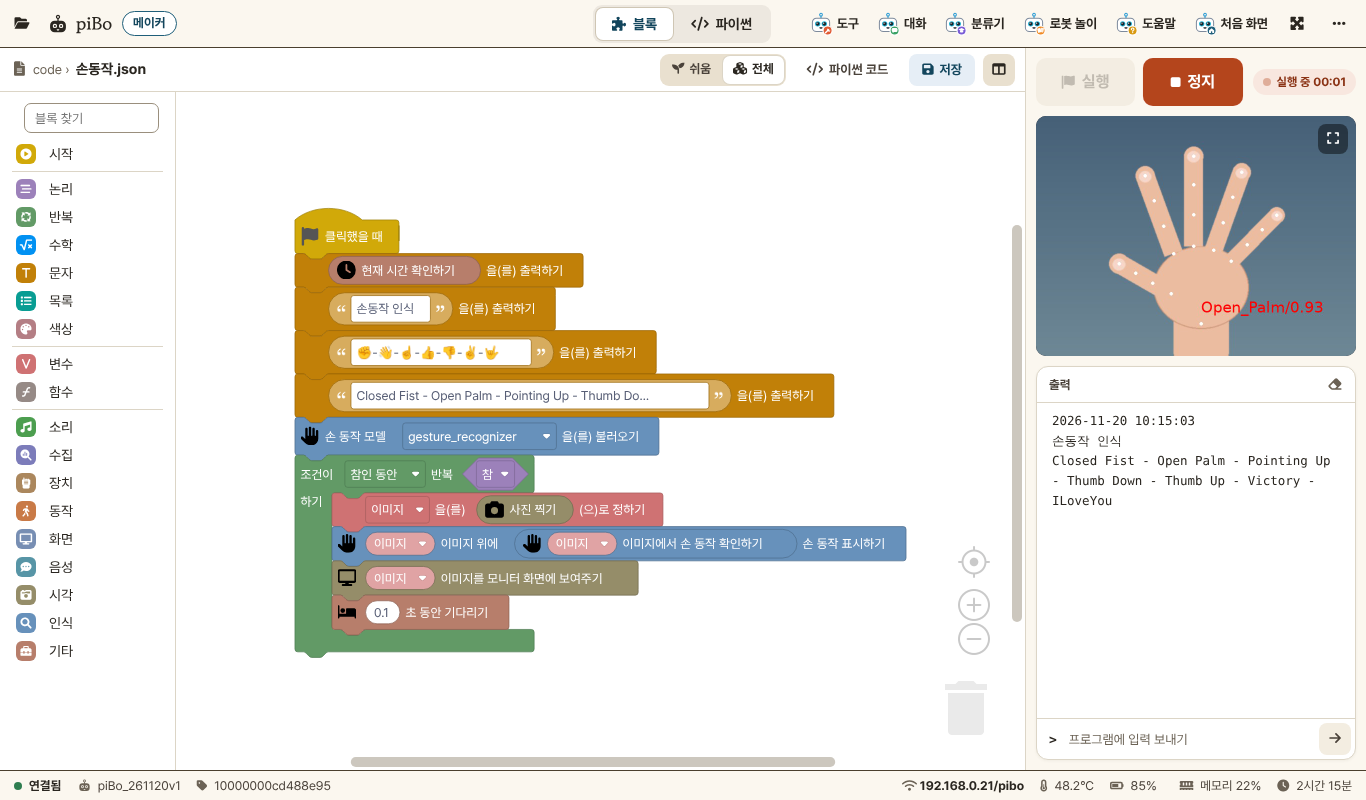 piBo
메이커
블록
</> 파이썬
도구
대화
분류기
로봇 놀이
도움말
처음 화면
code › 손동작.json
쉬움
전체
</> 파이썬 코드
저장
실행
정지
실행 중 00:01
블록 찾기
시작
논리
반복
수학
문자
목록
색상
변수
함수
소리
수집
장치
동작
화면
음성
시각
인식
기타
클릭했을 때
현재 시간 확인하기 을(를) 출력하기
“ 손동작 인식 ” 을(를) 출력하기
“ ✊-👋-☝-👍-👎-✌-🤟 ” 을(를) 출력하기
“ Closed Fist - Open Palm - Pointing Up - Thumb Do... ” 을(를) 출력하기
손 동작 모델 gesture_recognizer 을(를) 불러오기
조건이 참인 동안 반복 참
하기
이미지 을(를) 사진 찍기 (으)로 정하기
이미지 이미지 위에 이미지 이미지에서 손 동작 확인하기 손 동작 표시하기
이미지 이미지를 모니터 화면에 보여주기
0.1 초 동안 기다리기
Open_Palm/0.93
출력
2026-11-20 10:15:03
손동작 인식
Closed Fist - Open Palm - Pointing Up
- Thumb Down - Thumb Up - Victory -
ILoveYou
> 프로그램에 입력 보내기
연결됨
piBo_261120v1
10000000cd488e95
192.168.0.21/pibo
48.2°C
85%
메모리 22%
2시간 15분